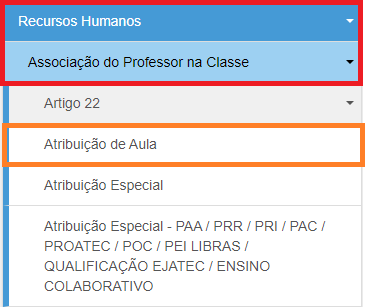 Recursos Humanos
Associação do Professor na Classe
Artigo 22
Atribuição de Aula
Atribuição Especial
Atribuição Especial - PAA / PRR / PRI / PAC /
PROATEC / POC / PEI LIBRAS /
QUALIFICAÇÃO EJATEC / ENSINO
COLABORATIVO